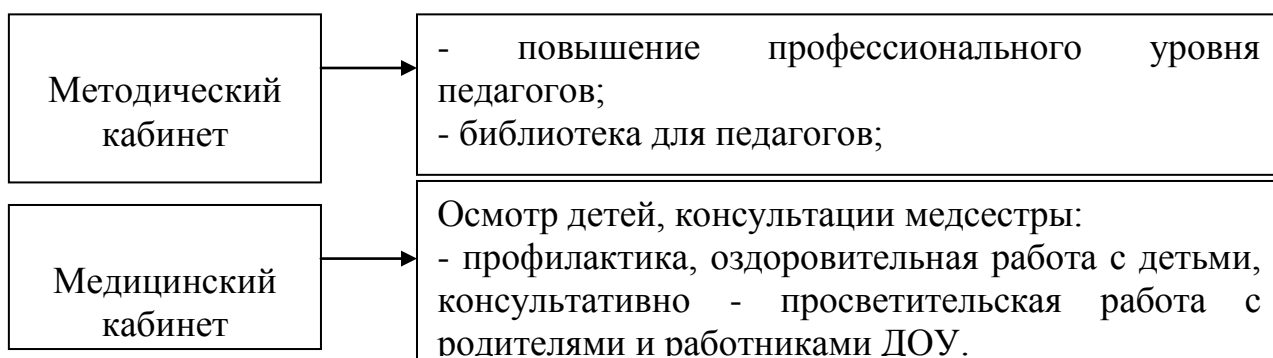 Методический
кабинет
- повышение профессионального уровня
педагогов;
- библиотека для педагогов;
Медицинский
кабинет
Осмотр детей, консультации медсестры:
- профилактика, оздоровительная работа с детьми,
консультативно - просветительская работа с
родителями и работниками ДОУ.